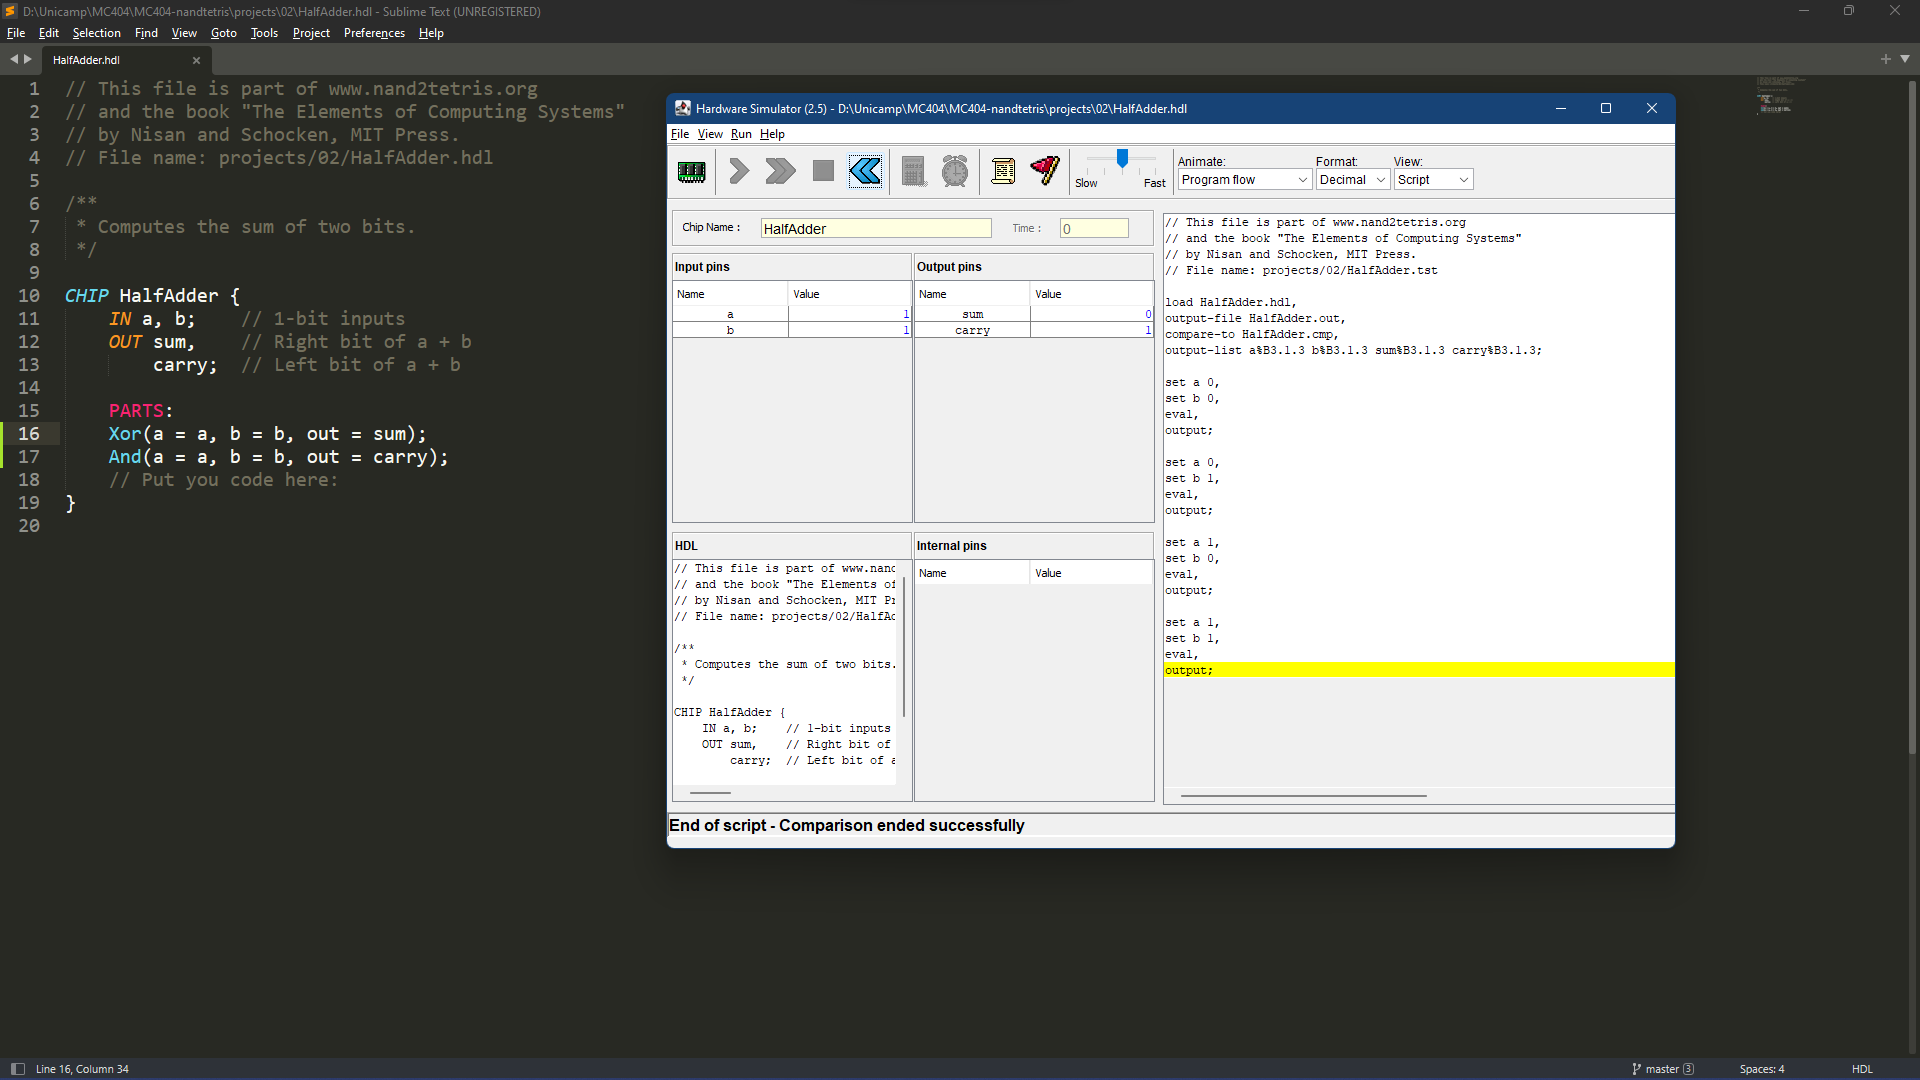 D:\Unicamp\MC404\MC404-nandtetris\projects\02\HalfAdder.hdl - Sublime Text (UNREGISTERED)
File Edit Selection Find View Goto Tools Project Preferences Help
HalfAdder.hdl
1 // This file is part of www.nand2tetris.org
2 // and the book "The Elements of Computing Systems"
3 // by Nisan and Schocken, MIT Press.
4 // File name: projects/02/HalfAdder.hdl
5
6 /**
7 * Computes the sum of two bits.
8 */
9
10 CHIP HalfAdder {
11 IN a, b; // 1-bit inputs
12 OUT sum, // Right bit of a + b
13 carry; // Left bit of a + b
14
15 PARTS:
16 Xor(a = a, b = b, out = sum);
17 And(a = a, b = b, out = carry);
18 // Put you code here:
19 }
20
Hardware Simulator (2.5) - D:\Unicamp\MC404\MC404-nandtetris\projects\02\HalfAdder.hdl
File View Run Help
Slow Fast
Animate: Format: View:
Program flow Decimal Script
Chip Name : HalfAdder Time : 0
Input pins Output pins
Name Value Name Value
a 1 sum 0
b 1 carry 1
HDL
// This file is part of www.nand
// and the book "The Elements of
// by Nisan and Schocken, MIT Pr
// File name: projects/02/HalfAd
/**
* Computes the sum of two bits.
*/
CHIP HalfAdder {
IN a, b; // 1-bit inputs
OUT sum, // Right bit of
carry; // Left bit of a
Internal pins
Name Value
// This file is part of www.nand2tetris.org
// and the book "The Elements of Computing Systems"
// by Nisan and Schocken, MIT Press.
// File name: projects/02/HalfAdder.tst
load HalfAdder.hdl,
output-file HalfAdder.out,
compare-to HalfAdder.cmp,
output-list a%B3.1.3 b%B3.1.3 sum%B3.1.3 carry%B3.1.3;
set a 0,
set b 0,
eval,
output;
set a 0,
set b 1,
eval,
output;
set a 1,
set b 0,
eval,
output;
set a 1,
set b 1,
eval,
output;
End of script - Comparison ended successfully
Line 16, Column 34 master 3 Spaces: 4 HDL